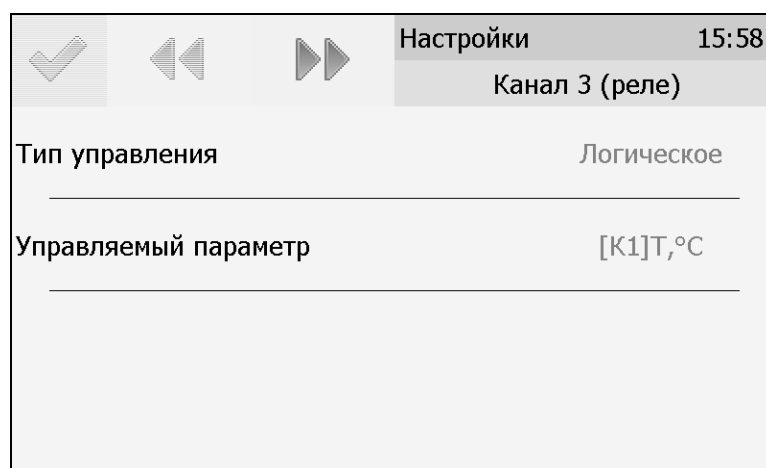 Настройки 15:58
Канал 3 (реле)
Тип управления Логическое
Управляемый параметр [К1]Т,°С